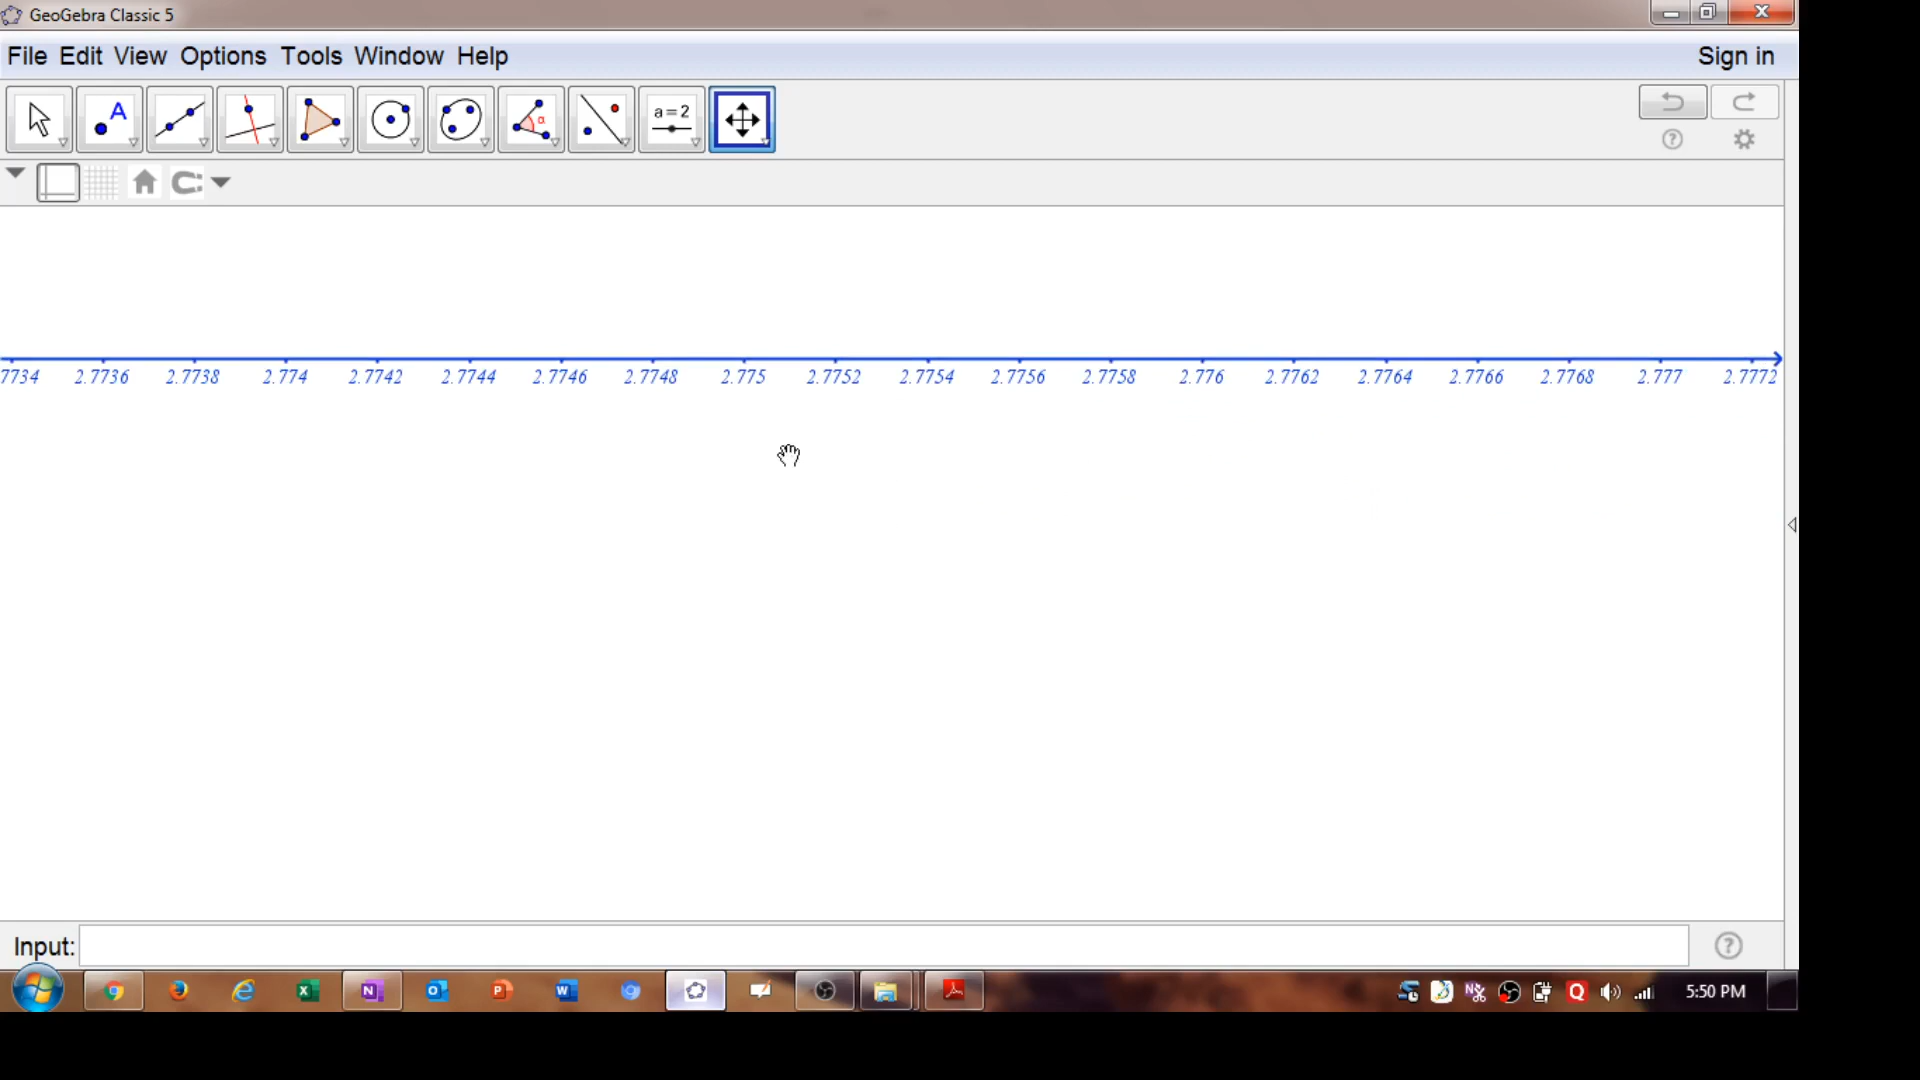 GeoGebra Classic 5
File Edit View Options Tools Window Help Sign in
A α a=2
7734 2.7736 2.7738 2.774 2.7742 2.7744 2.7746 2.7748 2.775 2.7752 2.7754 2.7756 2.7758 2.776 2.7762 2.7764 2.7766 2.7768 2.777 2.7772
Input:
5:50 PM